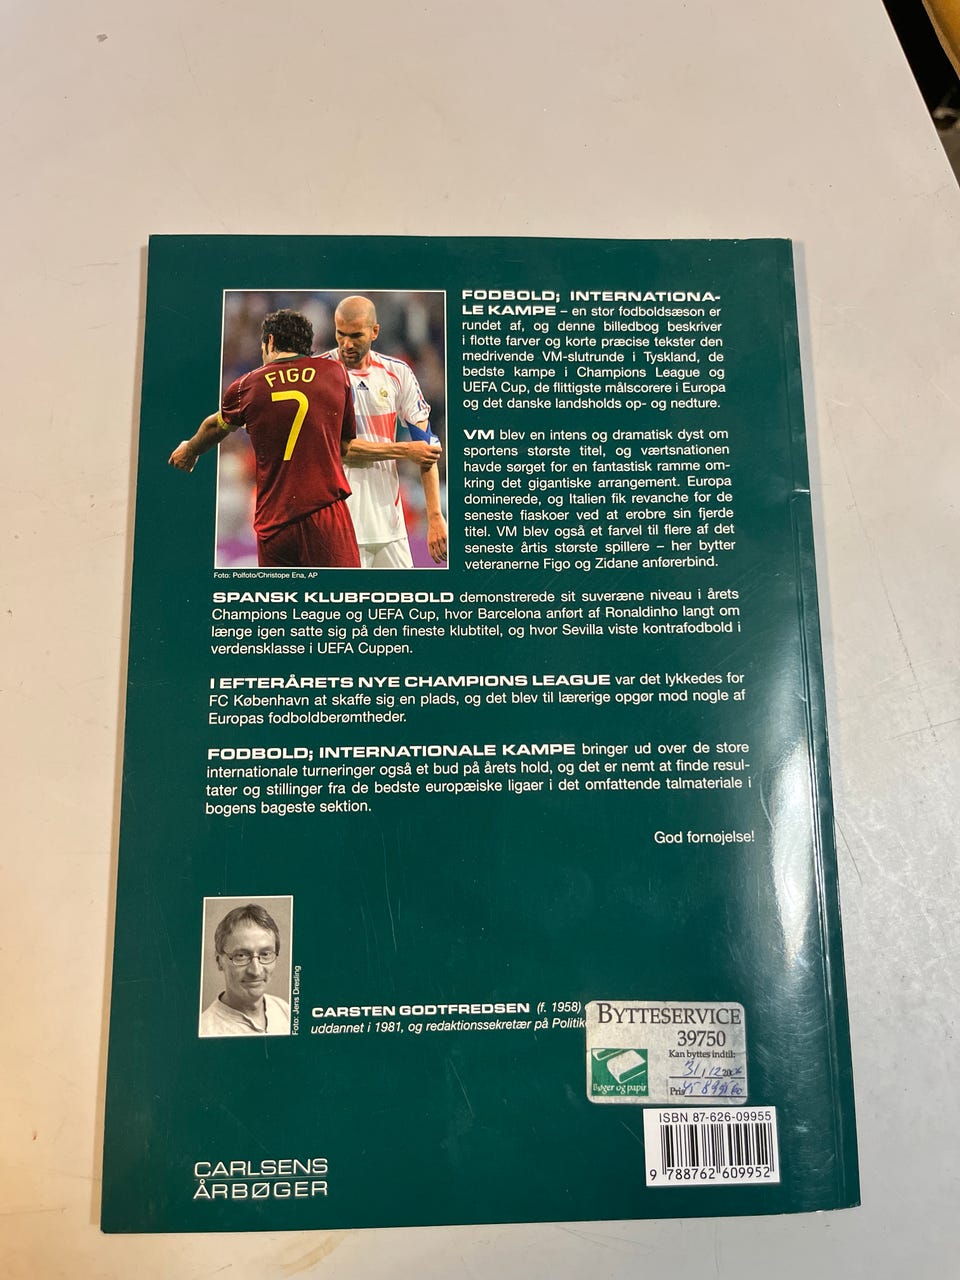 FIGO
7
Foto: Polfoto/Christophe Ena, AP
FODBOLD; INTERNATIONA-
LE KAMPE – en stor fodboldsæson er
rundet af, og denne billedbog beskriver
i flotte farver og korte præcise tekster den
medrivende VM-slutrunde i Tyskland, de
bedste kampe i Champions League og
UEFA Cup, de flittigste målscorere i Europa
og det danske landsholds op- og nedture.
VM blev en intens og dramatisk dyst om
sportens største titel, og værtsnationen
havde sørget for en fantastisk ramme om-
kring det gigantiske arrangement. Europa
dominerede, og Italien fik revanche for de
seneste fiaskoer ved at erobre sin fjerde
titel. VM blev også et farvel til flere af det
seneste årtis største spillere – her bytter
veteranerne Figo og Zidane anførerbind.
SPANSK KLUBFODBOLD demonstrerede sit suveræne niveau i årets
Champions League og UEFA Cup, hvor Barcelona anført af Ronaldinho langt om
længe igen satte sig på den fineste klubtitel, og hvor Sevilla viste kontrafodbold i
verdensklasse i UEFA Cuppen.
I EFTERÅRETS NYE CHAMPIONS LEAGUE var det lykkedes for
FC København at skaffe sig en plads, og det blev til lærerige opgør mod nogle af
Europas fodboldberømtheder.
FODBOLD; INTERNATIONALE KAMPE bringer ud over de store
internationale turneringer også et bud på årets hold, og det er nemt at finde resul-
tater og stillinger fra de bedste europæiske ligaer i det omfattende talmateriale i
bogens bageste sektion.
God fornøjelse!
Foto: Jens Dresling
CARSTEN GODTFREDSEN (f. 1958)
uddannet i 1981, og redaktionssekretær på Politik
BYTTESERVICE
39750
Kan byttes indtil:
31/12 2006
Bøger og papir
Pris
ISBN 87-626-09955
9 788762 609952
CARLSENS
ÅRBØGER